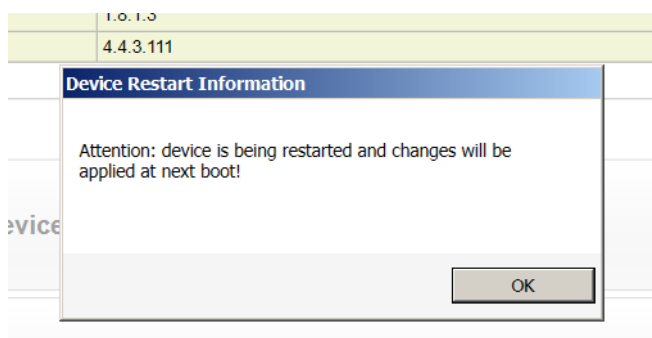 1.8.1.3
4.4.3.111
Device Restart Information
Attention: device is being restarted and changes will be
applied at next boot!
evice
OK